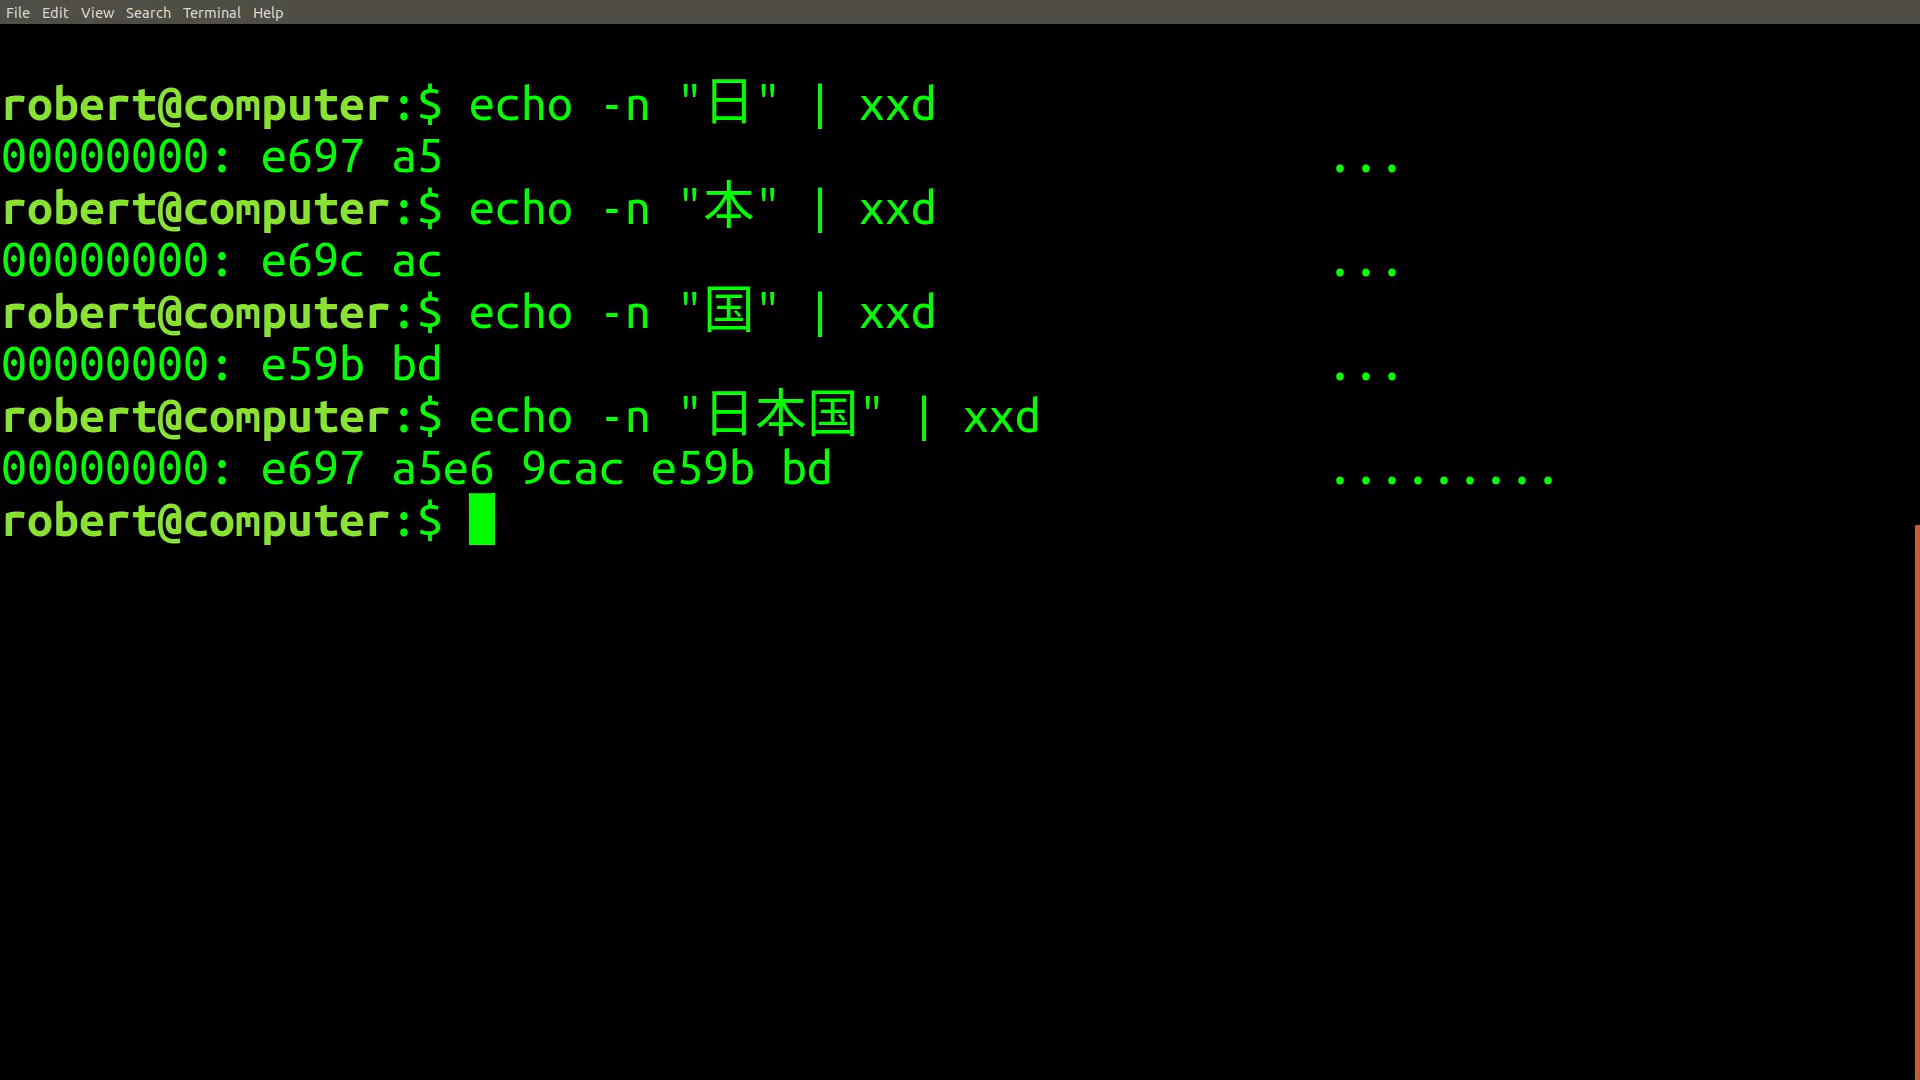 File Edit View Search Terminal Help
robert@computer:$ echo -n "日" | xxd
00000000: e697 a5 ...
robert@computer:$ echo -n "本" | xxd
00000000: e69c ac ...
robert@computer:$ echo -n "国" | xxd
00000000: e59b bd ...
robert@computer:$ echo -n "日本国" | xxd
00000000: e697 a5e6 9cac e59b bd .........
robert@computer:$